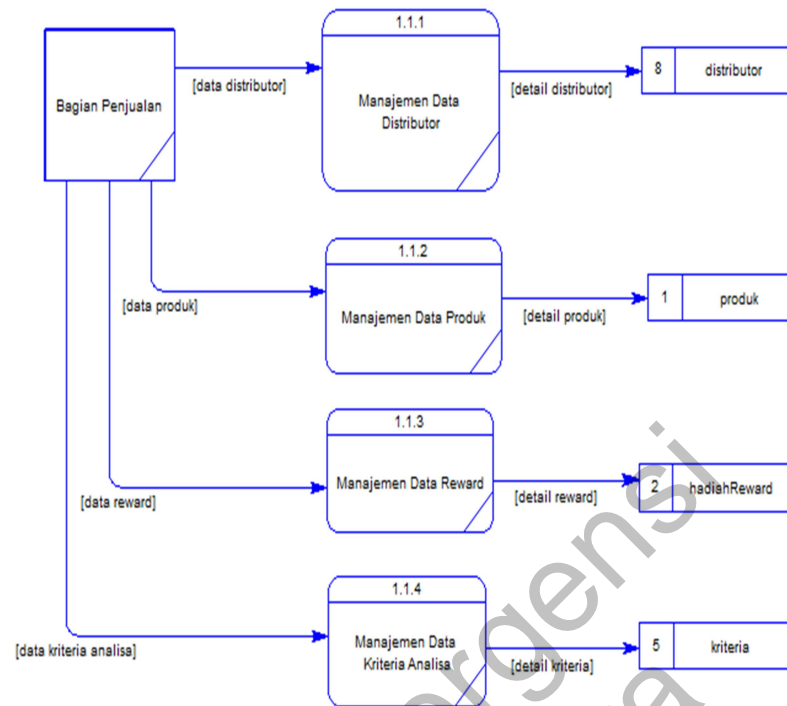 1.1.1
Bagian Penjualan
[data distributor]
Manajemen Data
Distributor
[detail distributor]
8
distributor
1.1.2
[data produk]
Manajemen Data Produk
[detail produk]
1
produk
1.1.3
[data reward]
Manajemen Data Reward
[detail reward]
2
hadiahReward
1.1.4
[data kriteria analisa]
Manajemen Data
Kriteria Analisa
[detail kriteria]
5
kriteria